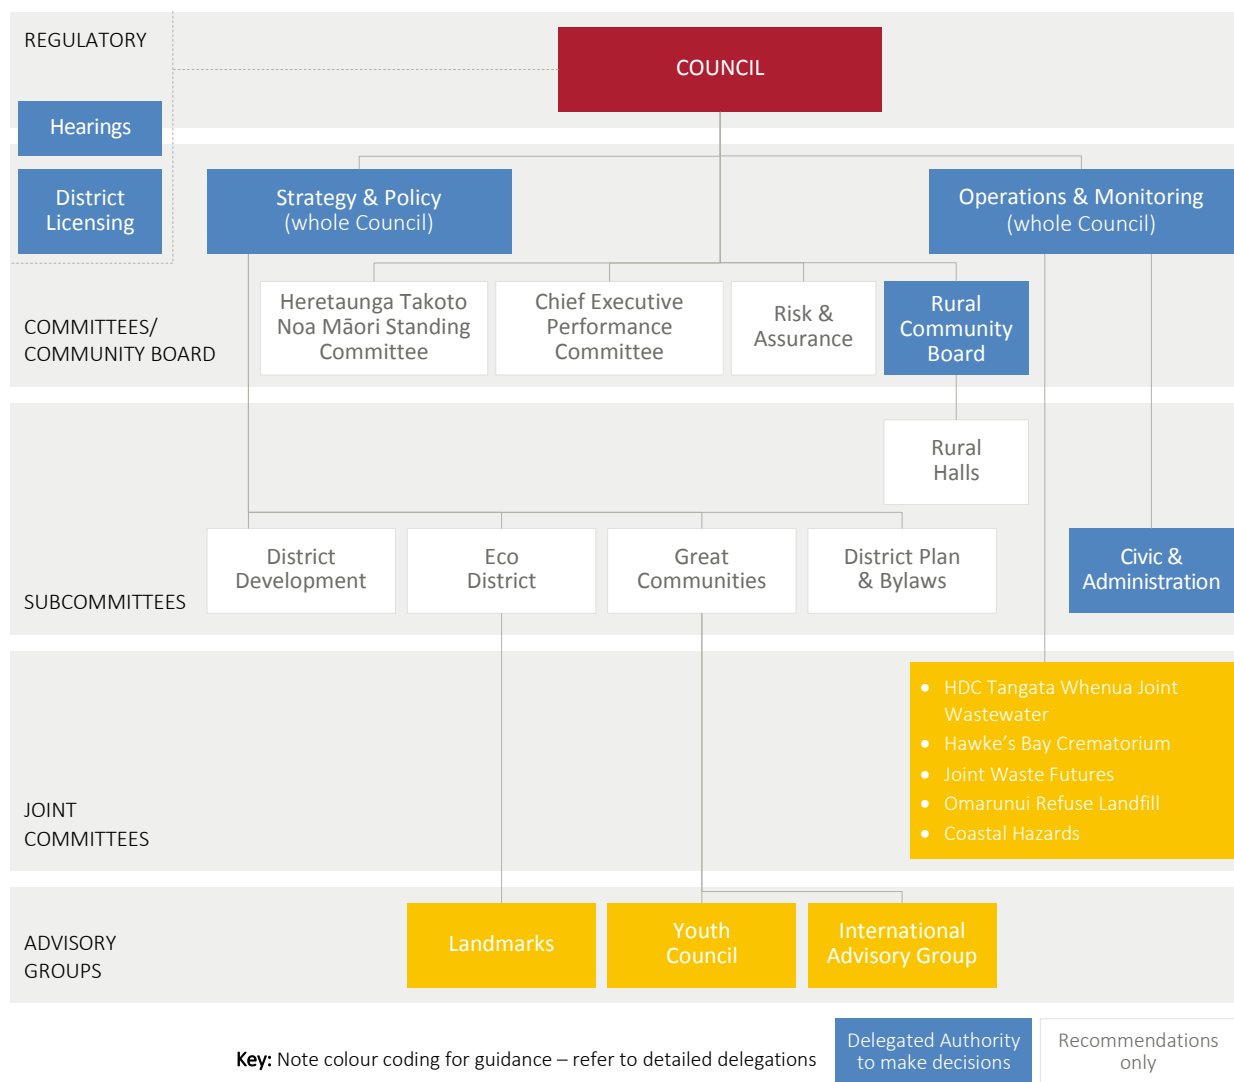 REGULATORY
COUNCIL
Hearings
District
Licensing
Strategy & Policy
(whole Council)
Operations & Monitoring
(whole Council)
COMMITTEES/
COMMUNITY BOARD
Heretaunga Takoto
Noa Māori Standing
Committee
Chief Executive
Performance
Committee
Risk &
Assurance
Rural
Community
Board
Rural
Halls
SUBCOMMITTEES
District
Development
Eco
District
Great
Communities
District Plan
& Bylaws
Civic &
Administration
JOINT
COMMITTEES
• HDC Tangata Whenua Joint
Wastewater
• Hawke’s Bay Crematorium
• Joint Waste Futures
• Omarunui Refuse Landfill
• Coastal Hazards
ADVISORY
GROUPS
Landmarks
Youth
Council
International
Advisory Group
Key: Note colour coding for guidance – refer to detailed delegations
Delegated Authority
to make decisions
Recommendations
only